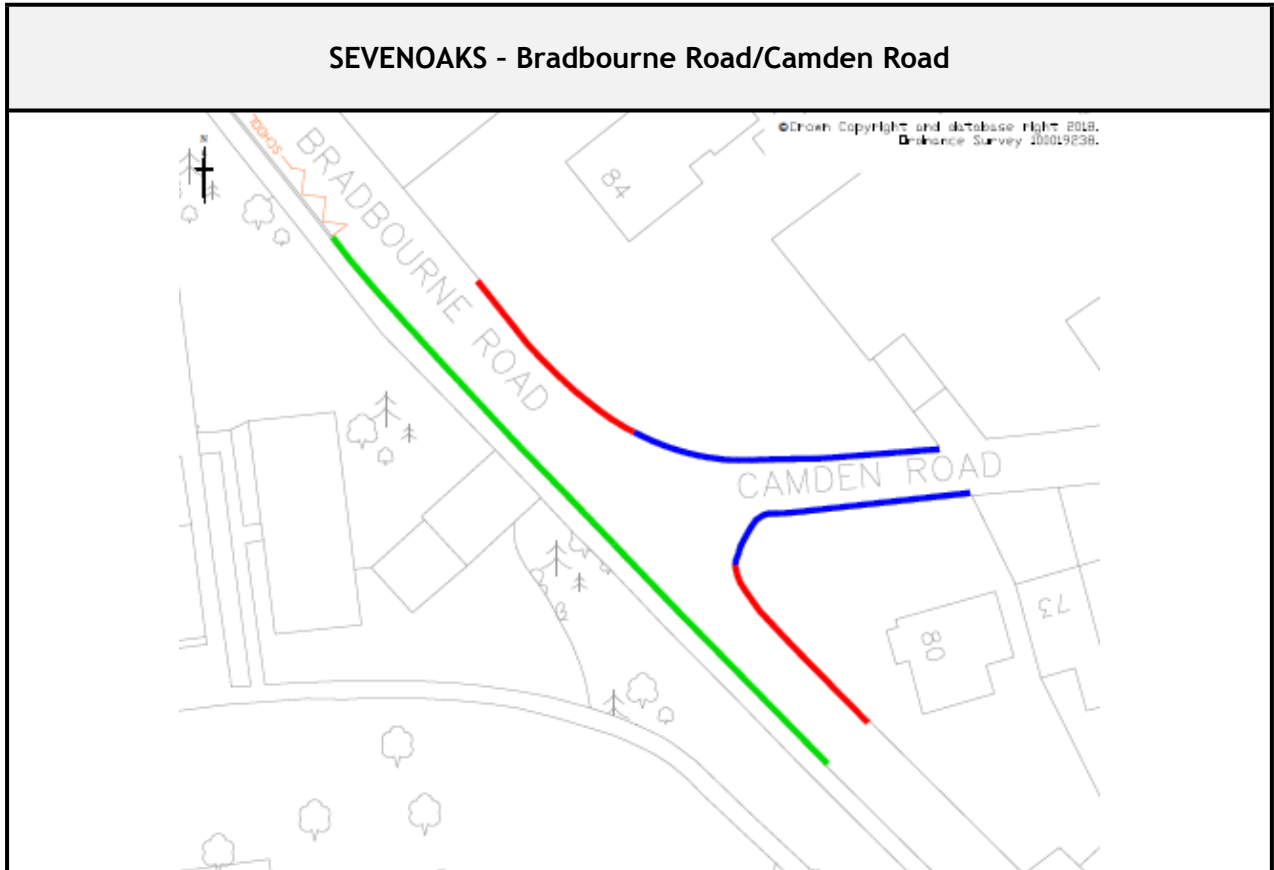 SEVENOAKS – Bradbourne Road/Camden Road
©Crown Copyright and database right 2018.
Ordnance Survey 100019238.
N
SCHOOL
BRADBOURNE ROAD
84
CAMDEN ROAD
73
80